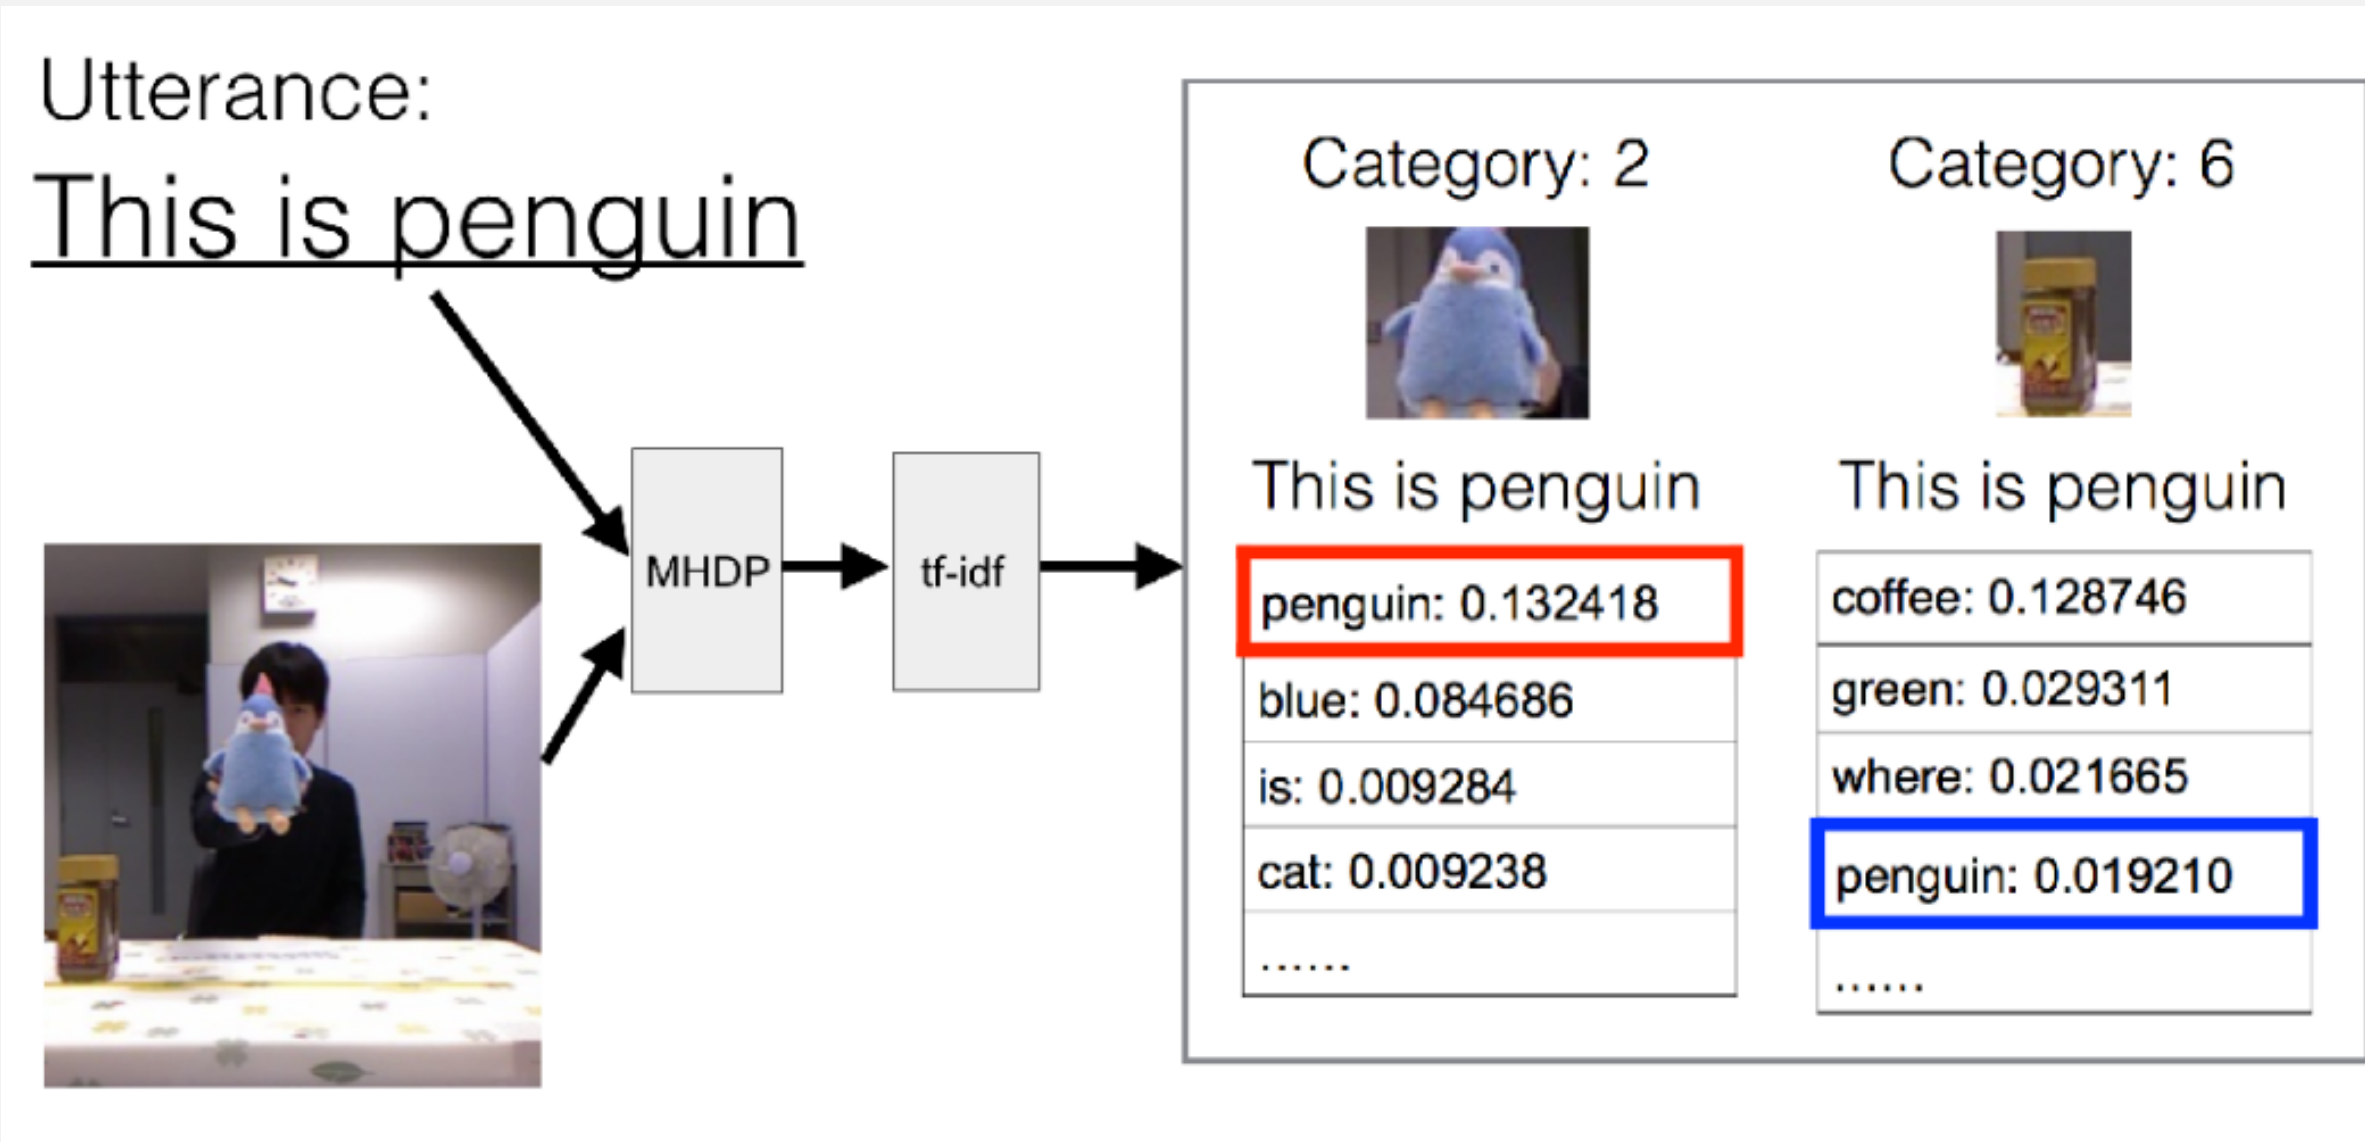 Utterance:
This is penguin
MHDP
tf-idf
Category: 2
This is penguin
penguin: 0.132418
blue: 0.084686
is: 0.009284
cat: 0.009238
......
Category: 6
This is penguin
coffee: 0.128746
green: 0.029311
where: 0.021665
penguin: 0.019210
......